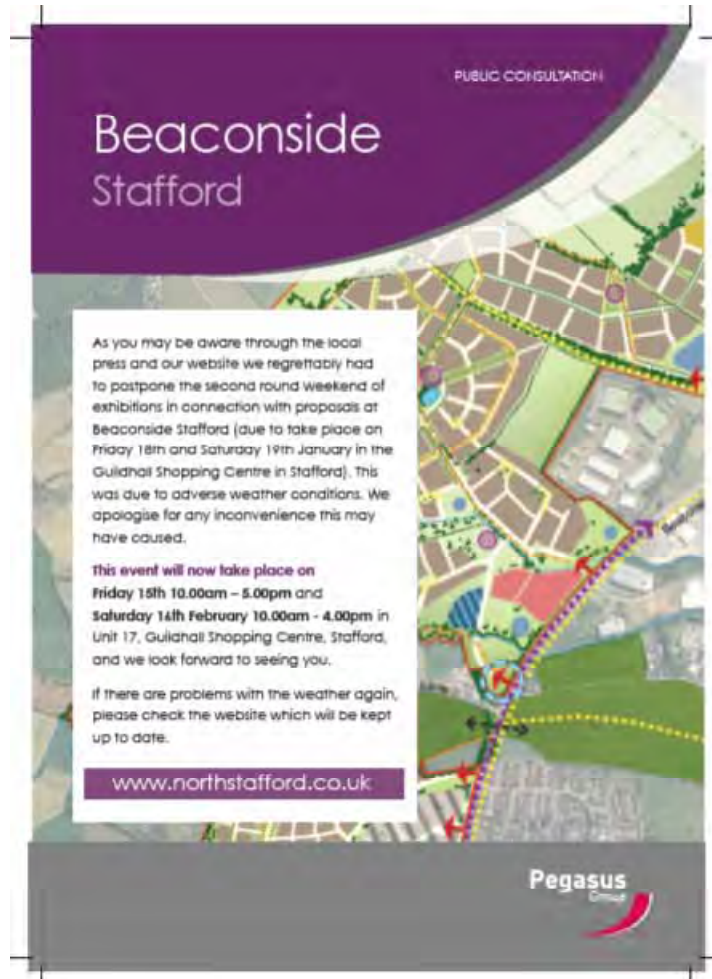 PUBLIC CONSULTATION
Beaconside
Stafford
As you may be aware through the local
press and our website we regrettably had
to postpone the second round weekend of
exhibitions in connection with proposals at
Beaconside Stafford (due to take place on
Friday 18th and Saturday 19th January in the
Guildhall Shopping Centre in Stafford). This
was due to adverse weather conditions. We
apologise for any inconvenience this may
have caused.
This event will now take place on
Friday 15th 10.00am – 5.00pm and
Saturday 16th February 10.00am - 4.00pm in
Unit 17, Guildhall Shopping Centre, Stafford,
and we look forward to seeing you.
If there are problems with the weather again,
please check the website which will be kept
up to date.
www.northstafford.co.uk
Pegasus
Group